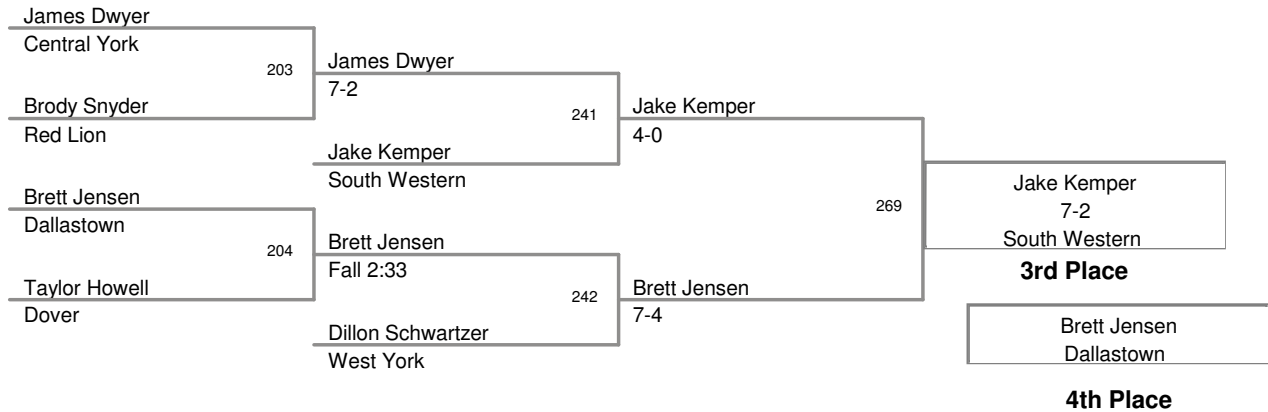 James Dwyer
Central York
203
Brody Snyder
Red Lion
James Dwyer
7-2
241
Jake Kemper
South Western
Jake Kemper
4-0
Brett Jensen
Dallastown
204
Taylor Howell
Dover
Brett Jensen
Fall 2:33
242
Dillon Schwartzer
West York
Brett Jensen
7-4
269
Jake Kemper
7-2
South Western
3rd Place
Brett Jensen
Dallastown
4th Place